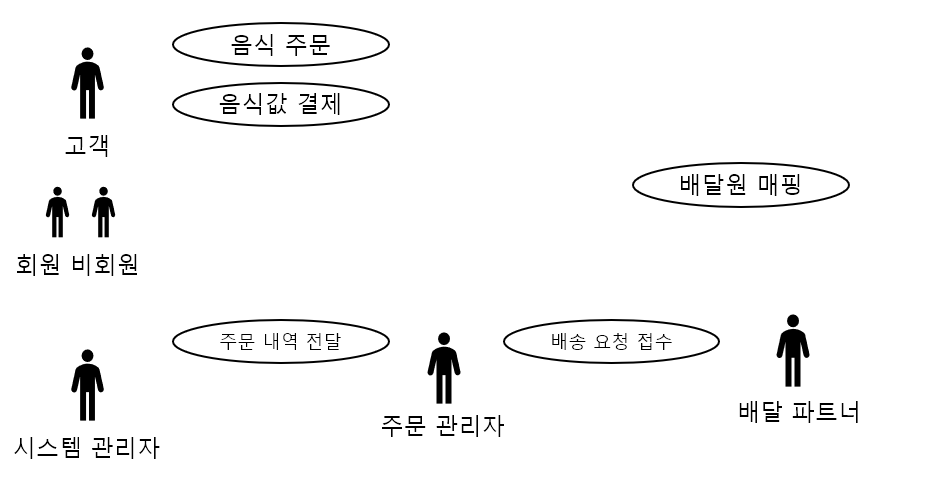 음식 주문
음식값 결제
고객
배달원 매핑
회원 비회원
주문 내역 전달
배송 요청 접수
배달 파트너
주문 관리자
시스템 관리자